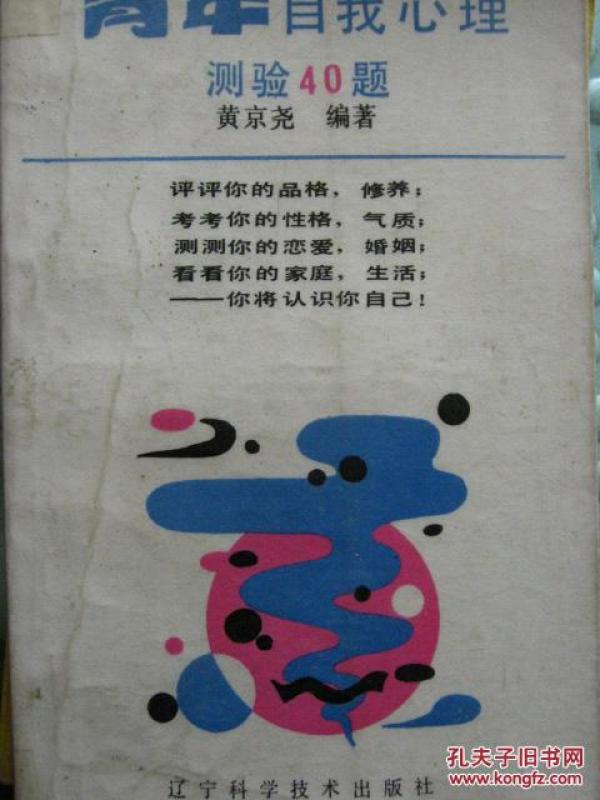 青年自我心理
测验40题
黄京尧 编著
评评你的品格，修养；
考考你的性格，气质；
测测你的恋爱，婚姻；
看看你的家庭，生活；
——你将认识你自己！
辽宁科学技术出版社
孔夫子旧书网
www.kongfz.com